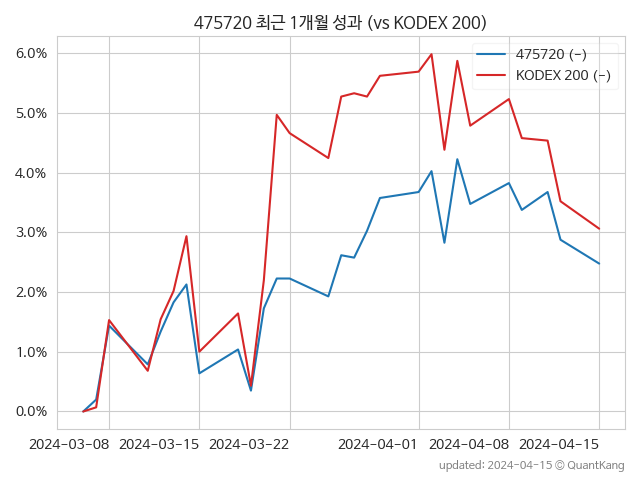 475720 최근 1개월 성과 (vs KODEX 200)
475720 (-)
KODEX 200 (-)
6.0%
5.0%
4.0%
3.0%
2.0%
1.0%
0.0%
2024-03-08 2024-03-15 2024-03-22 2024-04-01 2024-04-08 2024-04-15
updated: 2024-04-15 © QuantKang